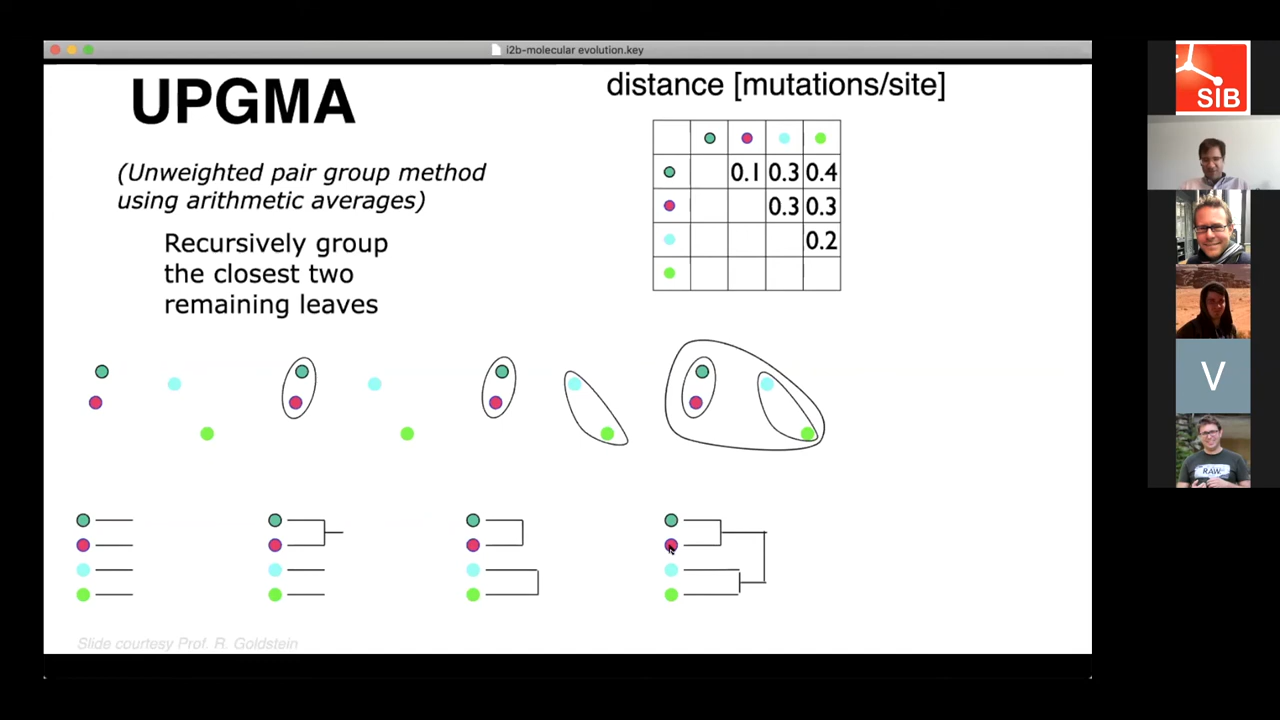 i2b-molecular evolution.key
UPGMA
distance [mutations/site]
(Unweighted pair group method
using arithmetic averages)
Recursively group
the closest two
remaining leaves
0.1 0.3 0.4
0.3 0.3
0.2
Slide courtesy Prof. R. Goldstein
SIB
V
RAW